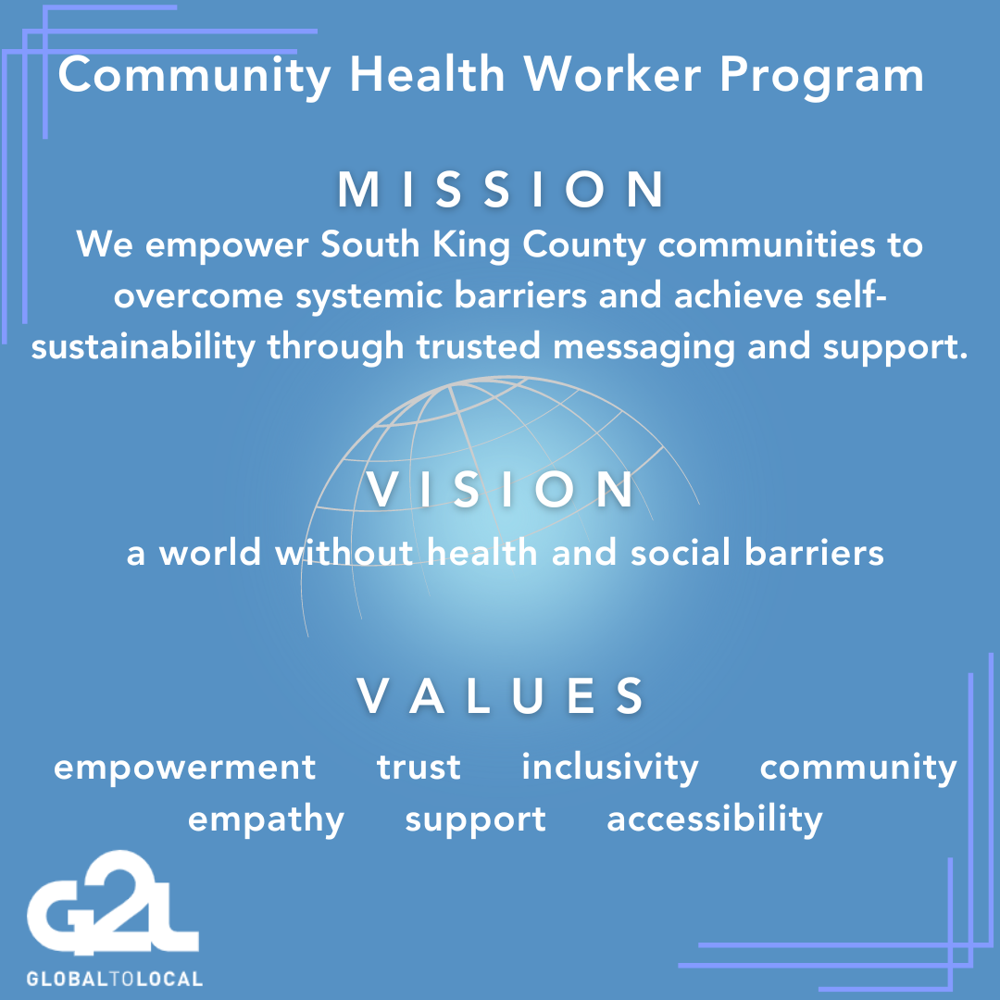 Community Health Worker Program
MISSION
We empower South King County communities to
overcome systemic barriers and achieve self-
sustainability through trusted messaging and support.
VISION
a world without health and social barriers
VALUES
empowerment trust inclusivity community
empathy support accessibility
G2L
GLOBALTOLOCAL